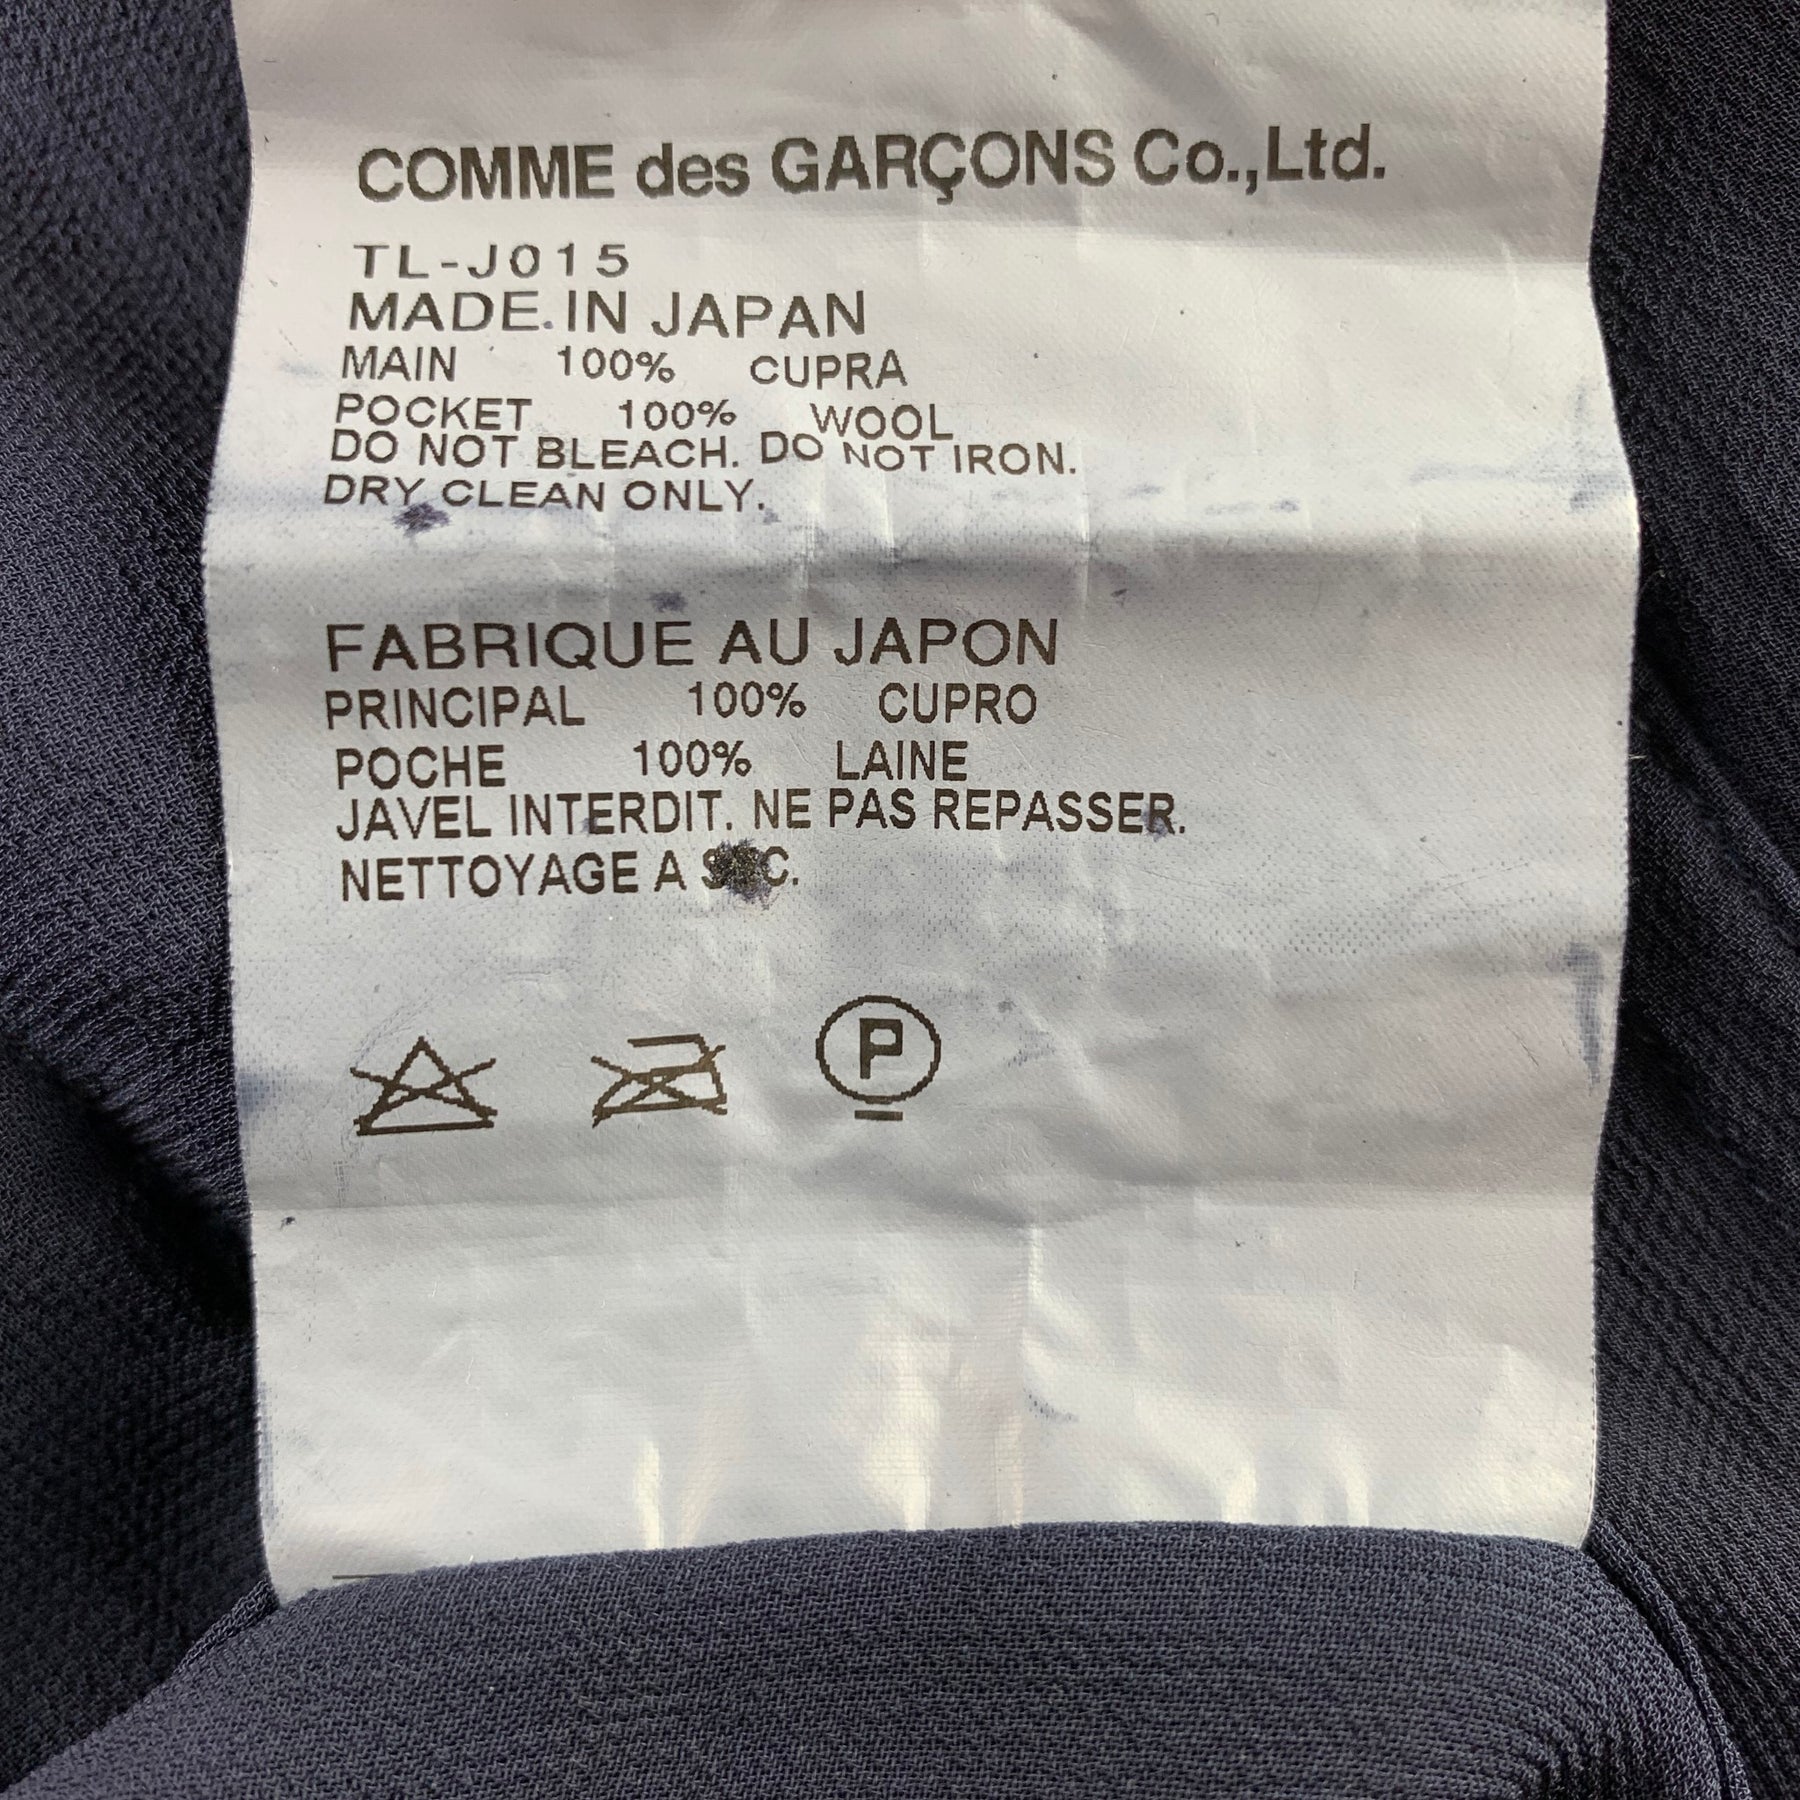 COMME des GARÇONS Co.,Ltd.
TL-J015
MADE IN JAPAN
MAIN 100% CUPRA
POCKET 100% WOOL
DO NOT BLEACH. DO NOT IRON.
DRY CLEAN ONLY.
FABRIQUE AU JAPON
PRINCIPAL 100% CUPRO
POCHE 100% LAINE
JAVEL INTERDIT. NE PAS REPASSER.
NETTOYAGE A
P